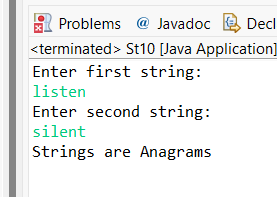 Problems @ Javadoc Decl
<terminated> St10 [Java Application]
Enter first string:
listen
Enter second string:
silent
Strings are Anagrams